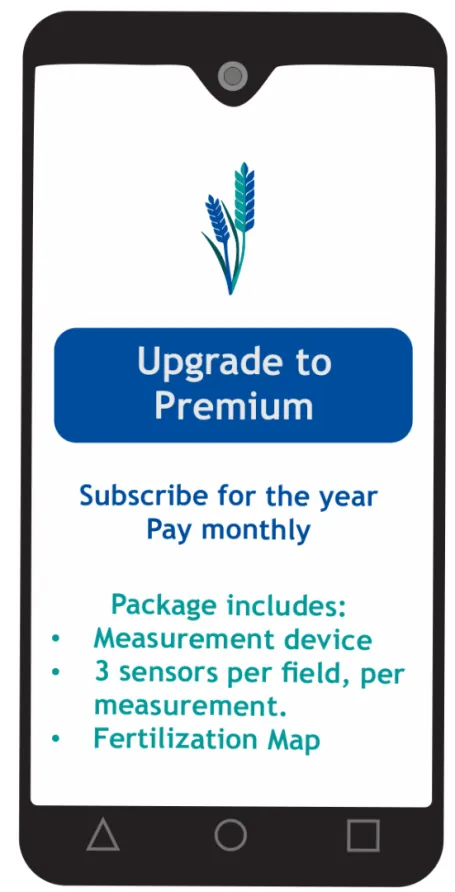 Upgrade to
Premium
Subscribe for the year
Pay monthly
Package includes:
• Measurement device
• 3 sensors per field, per
measurement.
• Fertilization Map